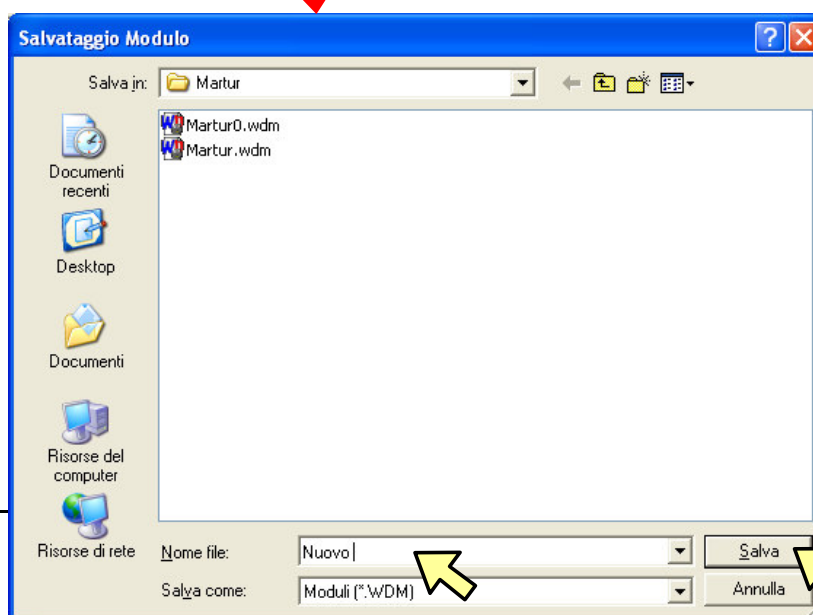 Salvataggio Modulo
Salva in: Martur
Martur0.wdm
Martur.wdm
Documenti
recenti
Desktop
Documenti
Risorse del
computer
Risorse di rete
Nome file: Nuovo Salva
Salva come: Moduli (*.WDM) Annulla